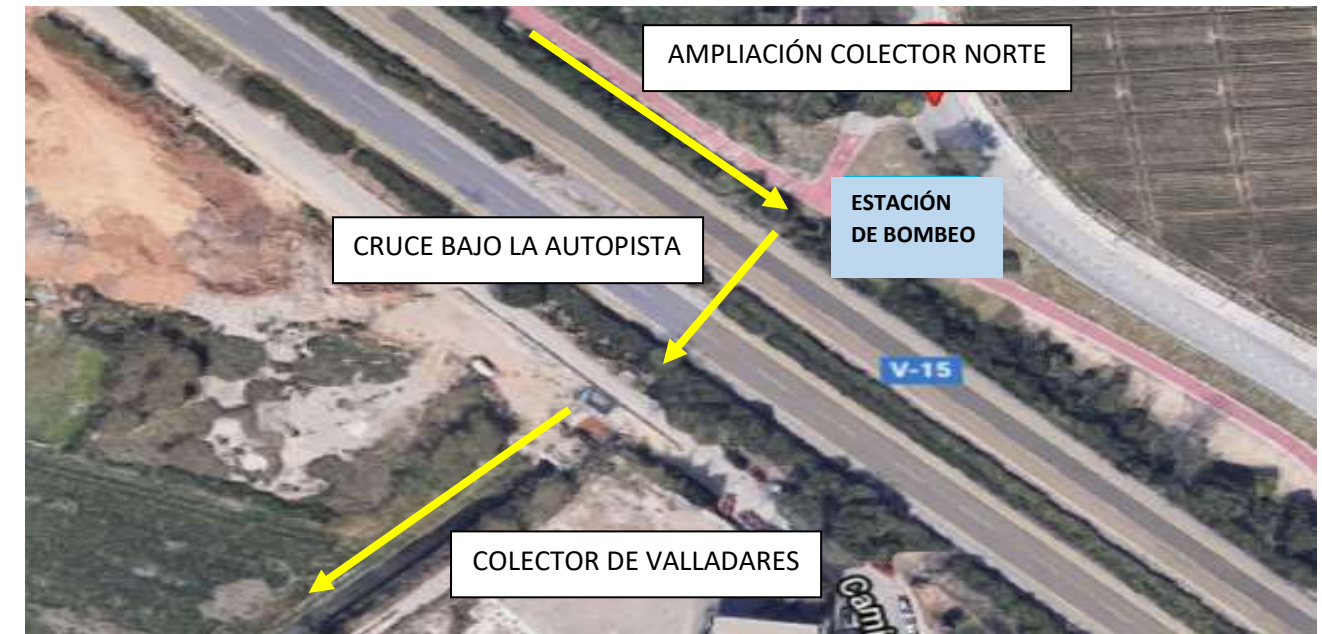 AMPLIACIÓN COLECTOR NORTE
ESTACIÓN
DE BOMBEO
CRUCE BAJO LA AUTOPISTA
V-15
COLECTOR DE VALLADARES